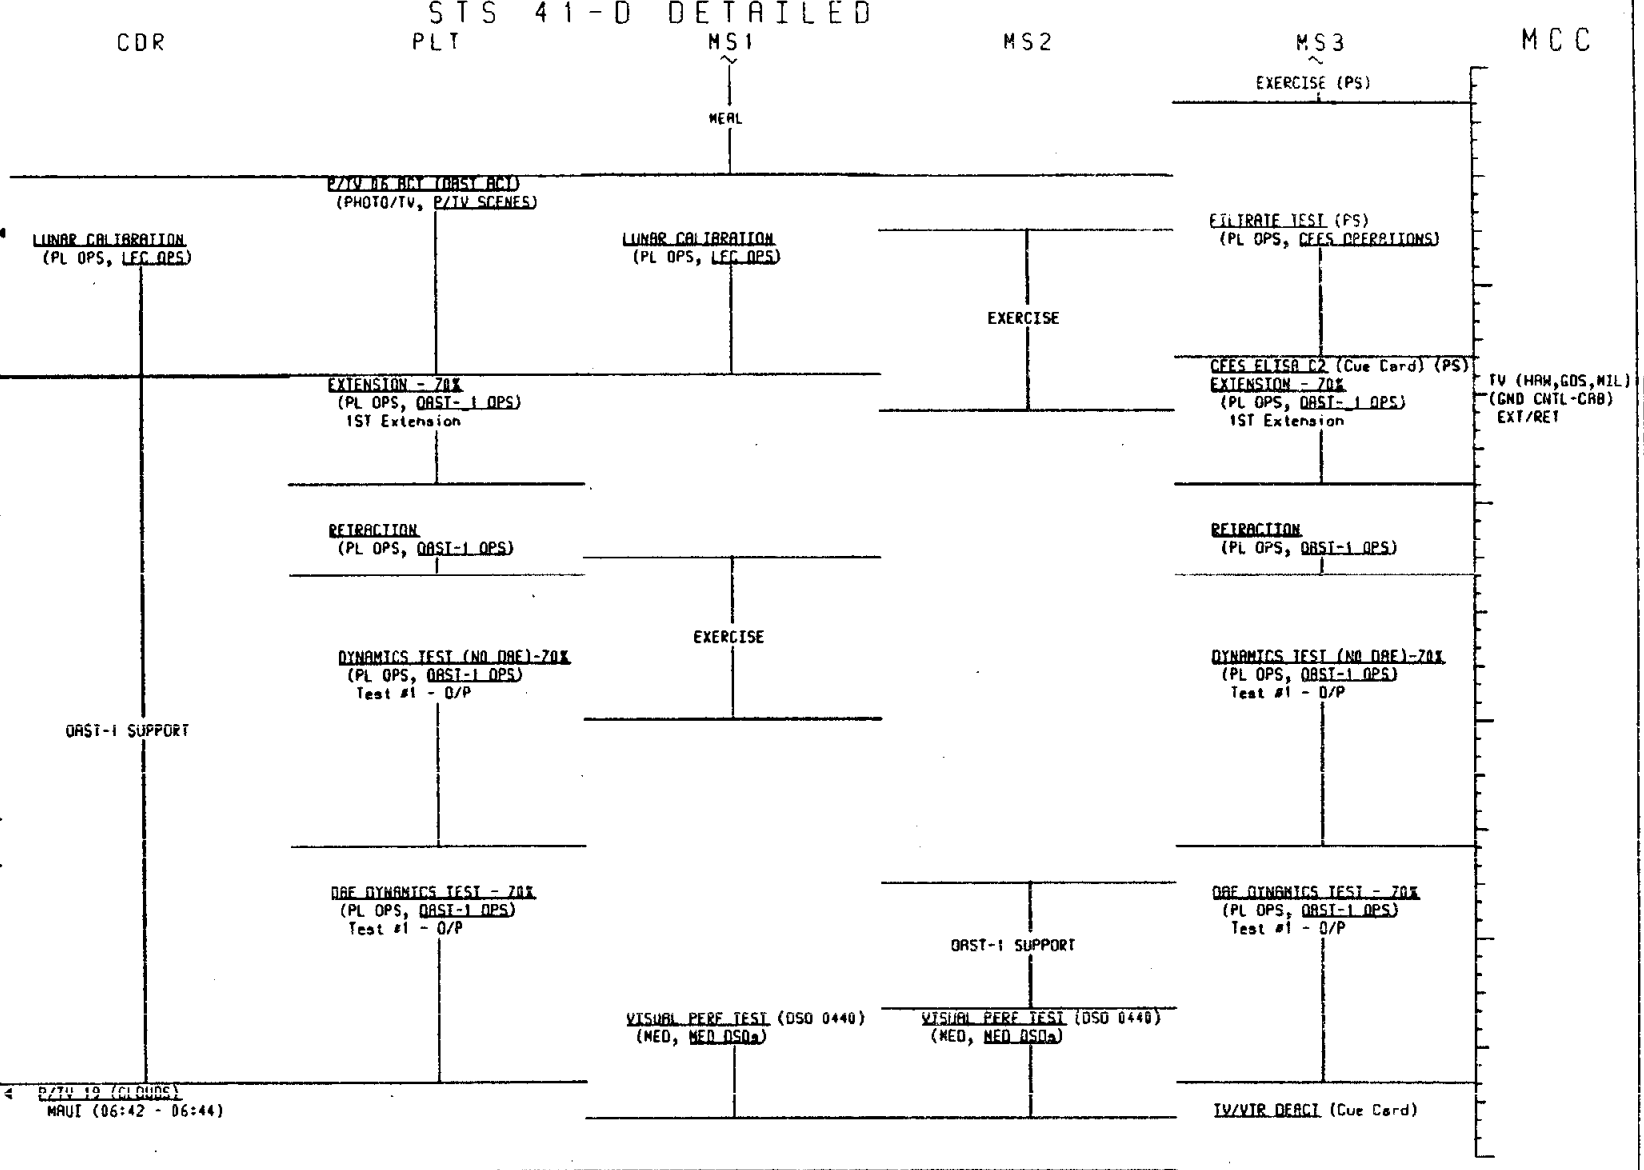 STS 41-D DETAILED
CDR PLT MS1 MS2 MS3 MCC
EXERCISE (PS)
MEAL
P/TV 06 ACT (OAST ACT)
(PHOTO/TV, P/TV SCENES)
FILTRATE TEST (PS)
(PL OPS, CFES OPERATIONS)
LUNAR CALIBRATION
(PL OPS, LFC OPS)
LUNAR CALIBRATION
(PL OPS, LFC OPS)
EXERCISE
CFES ELISA C2 (Cue Card) (PS)
EXTENSION - 70%
(PL OPS, OAST-1 OPS)
1ST Extension
EXTENSION - 70%
(PL OPS, OAST-1 OPS)
1ST Extension
TV (HAW,GDS,MIL)
(GND CNTL-CAB)
EXT/RET
RETRACTION
(PL OPS, OAST-1 OPS)
RETRACTION
(PL OPS, OAST-1 OPS)
EXERCISE
DYNAMICS TEST (NO DAE)-70%
(PL OPS, OAST-1 OPS)
Test #1 - O/P
DYNAMICS TEST (NO DAE)-70%
(PL OPS, OAST-1 OPS)
Test #1 - O/P
OAST-1 SUPPORT
DAE DYNAMICS TEST - 70%
(PL OPS, OAST-1 OPS)
Test #1 - O/P
DAE DYNAMICS TEST - 70%
(PL OPS, OAST-1 OPS)
Test #1 - O/P
OAST-1 SUPPORT
VISUAL PERF TEST (DSO 0440)
(MED, MED DSOs)
VISUAL PERF TEST (DSO 0440)
(MED, MED DSOs)
P/TV 19 (CLOUDS)
MAUI (06:42 - 06:44)
TV/VTR DEACT (Cue Card)